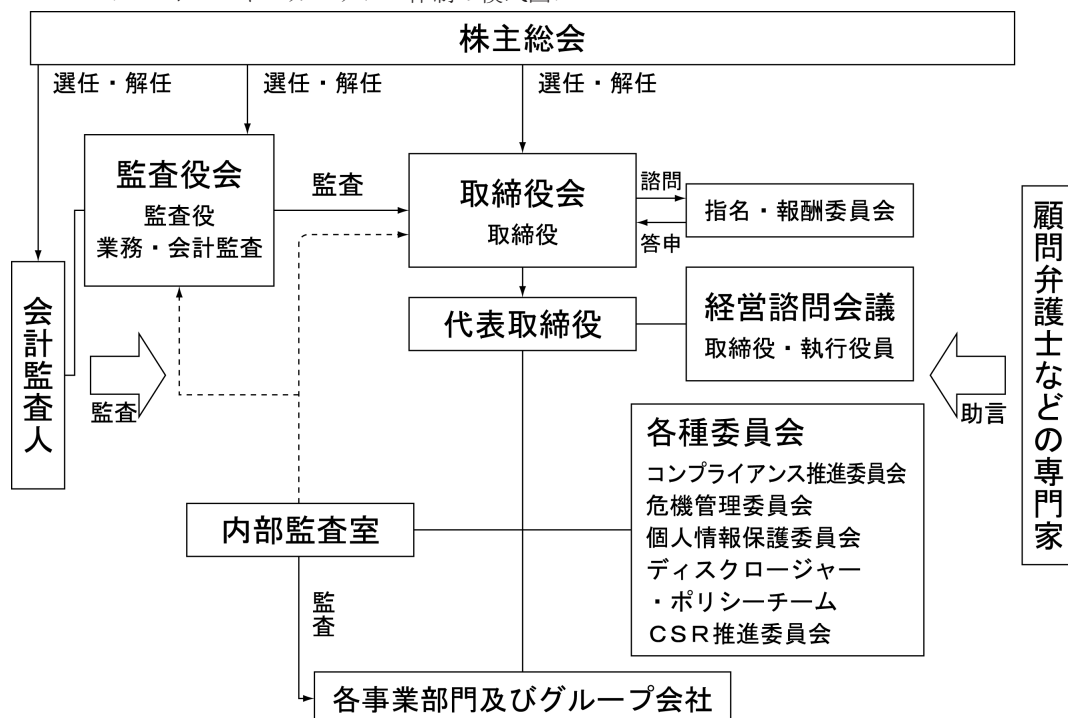 株主総会
選任・解任
選任・解任
選任・解任
監査役会
監査役
業務・会計監査
監査
取締役会
取締役
諮問
答申
指名・報酬委員会
会計監査人
監査
代表取締役
経営諮問会議
取締役・執行役員
顧問弁護士などの専門家
助言
各種委員会
コンプライアンス推進委員会
危機管理委員会
個人情報保護委員会
ディスクロージャー
・ポリシーチーム
CSR推進委員会
内部監査室
監査
各事業部門及びグループ会社